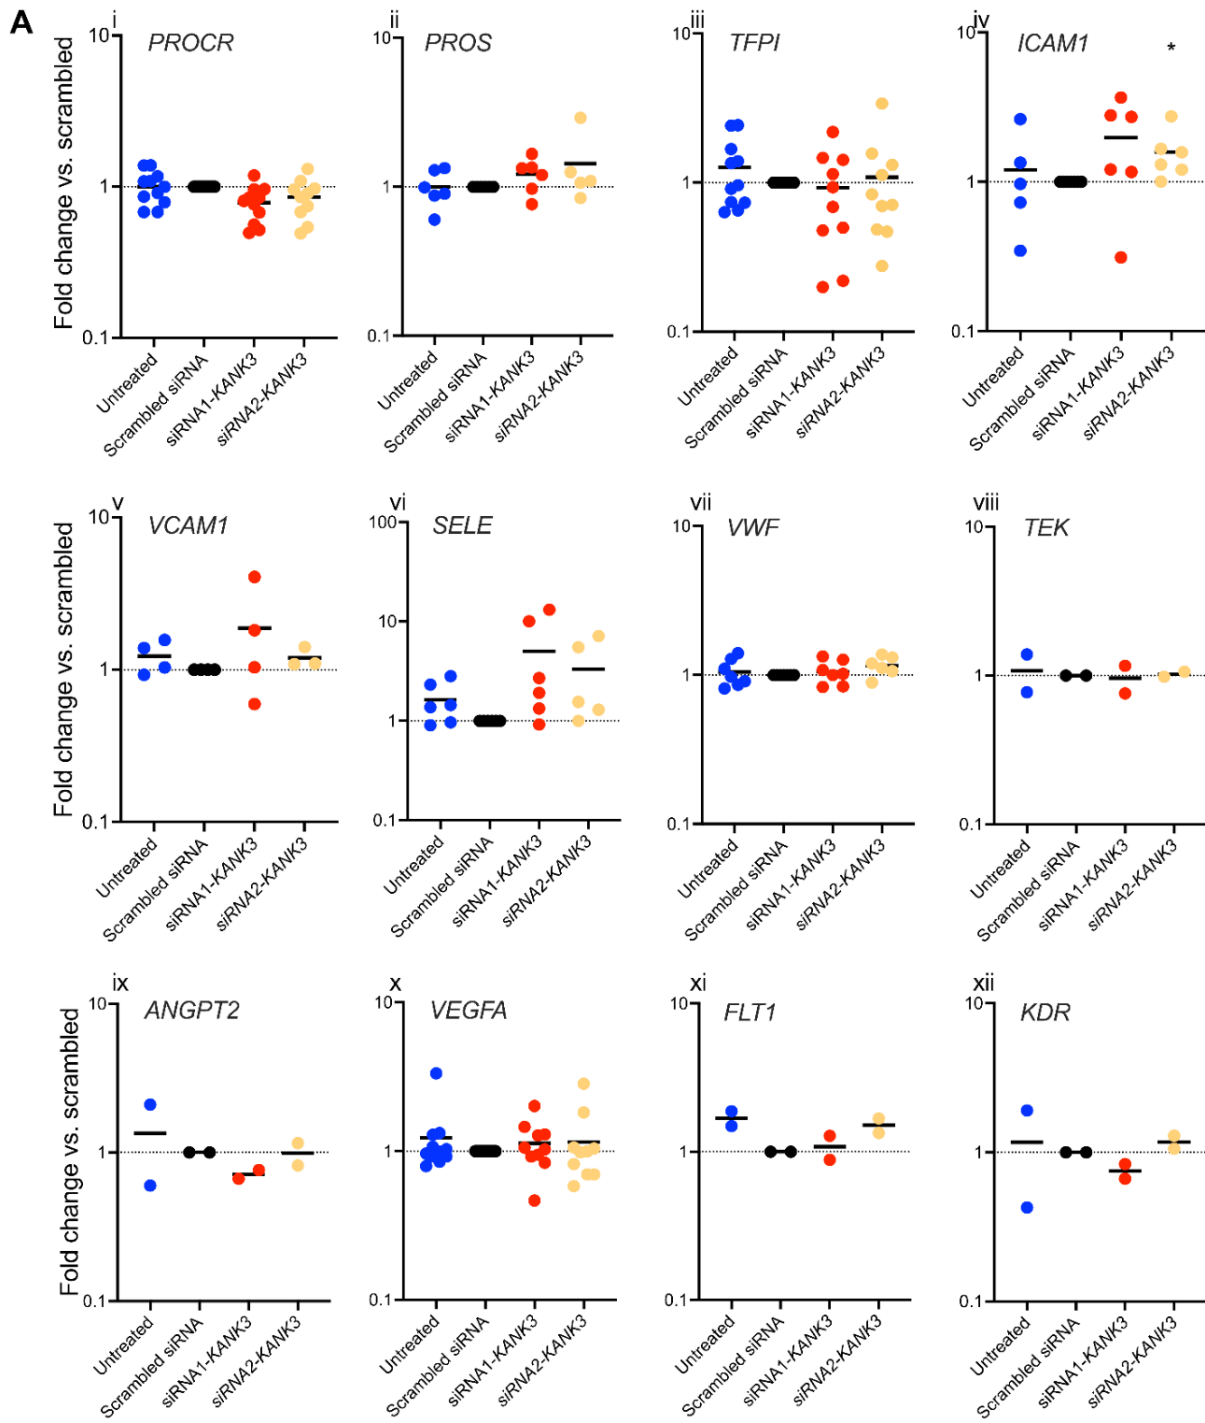 A
i
PROCR
ii
PROS
iii
TFPI
iv
ICAM1
*
Fold change vs. scrambled
10
1
0.1
10
1
0.1
10
1
0.1
10
1
0.1
Untreated
Scrambled siRNA
siRNA1-KANK3
siRNA2-KANK3
Untreated
Scrambled siRNA
siRNA1-KANK3
siRNA2-KANK3
Untreated
Scrambled siRNA
siRNA1-KANK3
siRNA2-KANK3
Untreated
Scrambled siRNA
siRNA1-KANK3
siRNA2-KANK3
v
VCAM1
vi
SELE
vii
VWF
viii
TEK
Fold change vs. scrambled
10
1
0.1
100
10
1
0.1
10
1
0.1
10
1
0.1
Untreated
Scrambled siRNA
siRNA1-KANK3
siRNA2-KANK3
Untreated
Scrambled siRNA
siRNA1-KANK3
siRNA2-KANK3
Untreated
Scrambled siRNA
siRNA1-KANK3
siRNA2-KANK3
Untreated
Scrambled siRNA
siRNA1-KANK3
siRNA2-KANK3
ix
ANGPT2
x
VEGFA
xi
FLT1
xii
KDR
Fold change vs. scrambled
10
1
0.1
10
1
0.1
10
1
0.1
10
1
0.1
Untreated
Scrambled siRNA
siRNA1-KANK3
siRNA2-KANK3
Untreated
Scrambled siRNA
siRNA1-KANK3
siRNA2-KANK3
Untreated
Scrambled siRNA
siRNA1-KANK3
siRNA2-KANK3
Untreated
Scrambled siRNA
siRNA1-KANK3
siRNA2-KANK3